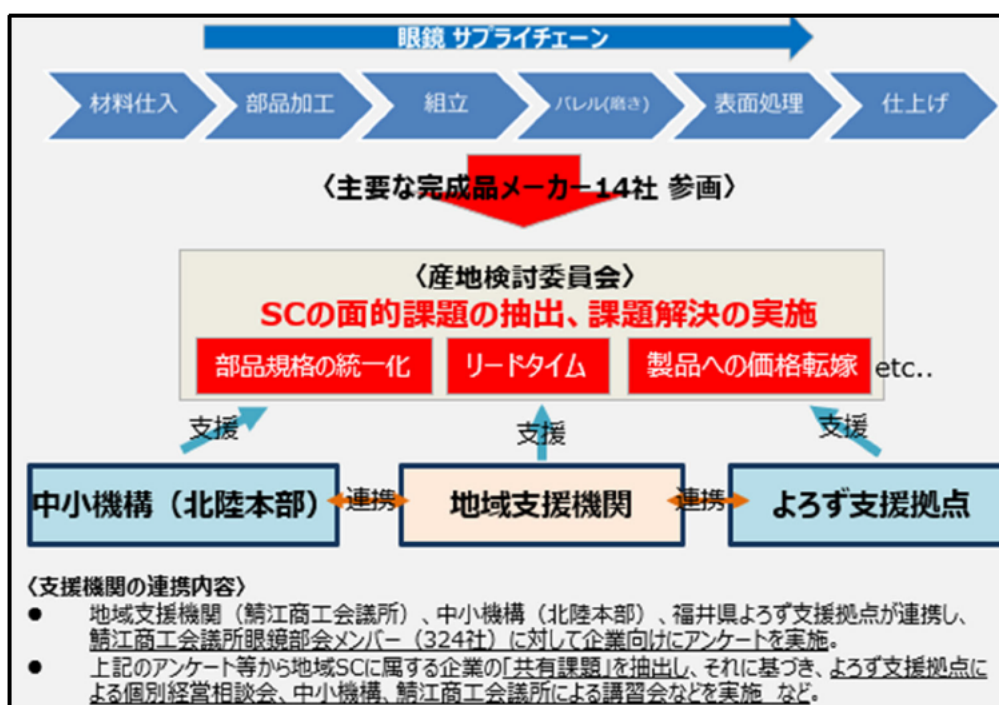 眼鏡 サプライチェーン
材料仕入
部品加工
組立
バレル(磨き)
表面処理
仕上げ
〈主要な完成品メーカー14社 参画〉
〈産地検討委員会〉
SCの面的課題の抽出、課題解決の実施
部品規格の統一化
リードタイム
製品への価格転嫁
etc..
支援
支援
支援
中小機構（北陸本部）
連携
地域支援機関
連携
よろず支援拠点
〈支援機関の連携内容〉
● 地域支援機関（鯖江商工会議所）、中小機構（北陸本部）、福井県よろず支援拠点が連携し、
鯖江商工会議所眼鏡部会メンバー（324社）に対して企業向けにアンケートを実施。
● 上記のアンケート等から地域SCに属する企業の「共有課題」を抽出し、それに基づき、よろず支援拠点に
よる個別経営相談会、中小機構、鯖江商工会議所による講習会などを実施 など。